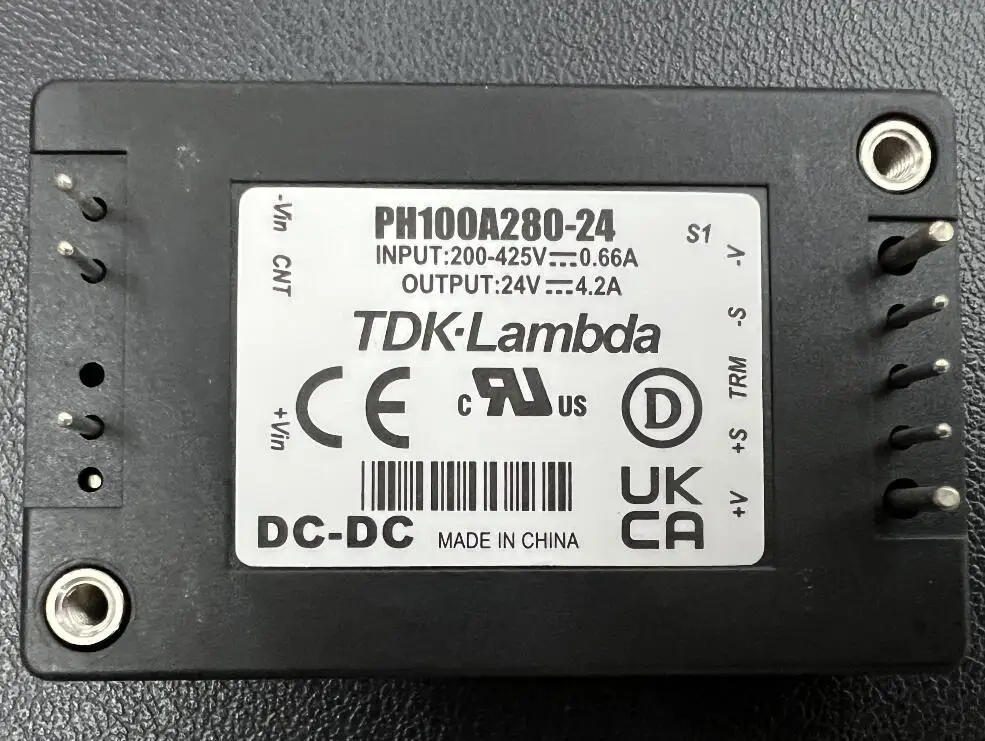 PH100A280-24
S1
INPUT:200-425V⎓0.66A
OUTPUT:24V⎓4.2A
TDK-Lambda
-Vin
CNT
+Vin
-V
-S
TRM
+S
+V
CE
c RU US
D
UK
CA
DC-DC
MADE IN CHINA